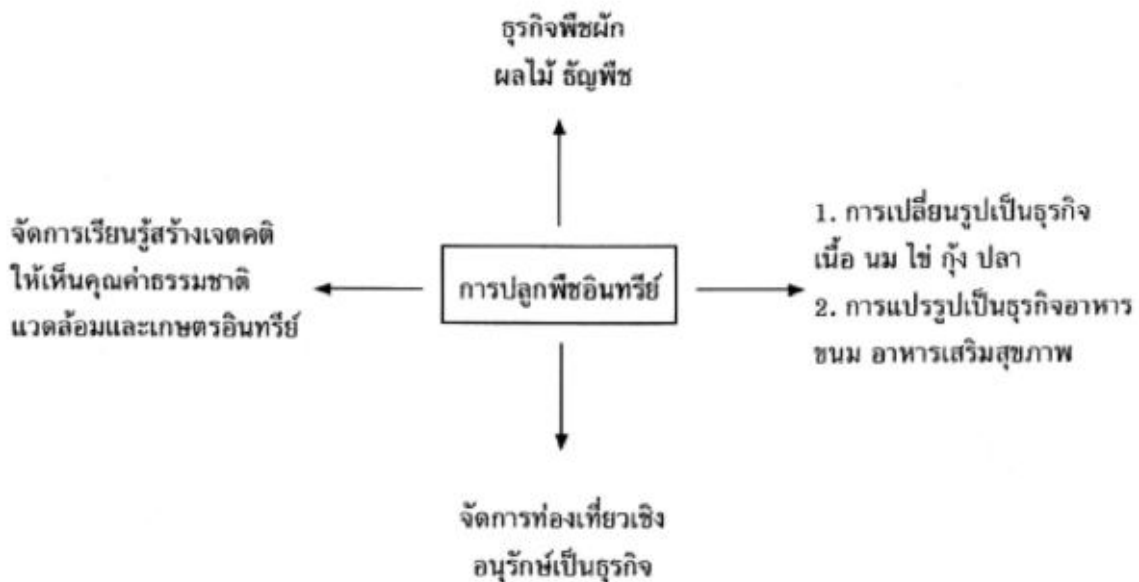 ธุรกิจพืชผัก
ผลไม้ ธัญพืช
จัดการเรียนรู้สร้างเจตคติ
ให้เห็นคุณค่าธรรมชาติ
แวดล้อมและเกษตรอินทรีย์
การปลูกพืชอินทรีย์
1. การเปลี่ยนรูปเป็นธุรกิจ
เนื้อ นม ไข่ กุ้ง ปลา
2. การแปรรูปเป็นธุรกิจอาหาร
ขนม อาหารเสริมสุขภาพ
จัดการท่องเที่ยวเชิง
อนุรักษ์เป็นธุรกิจ